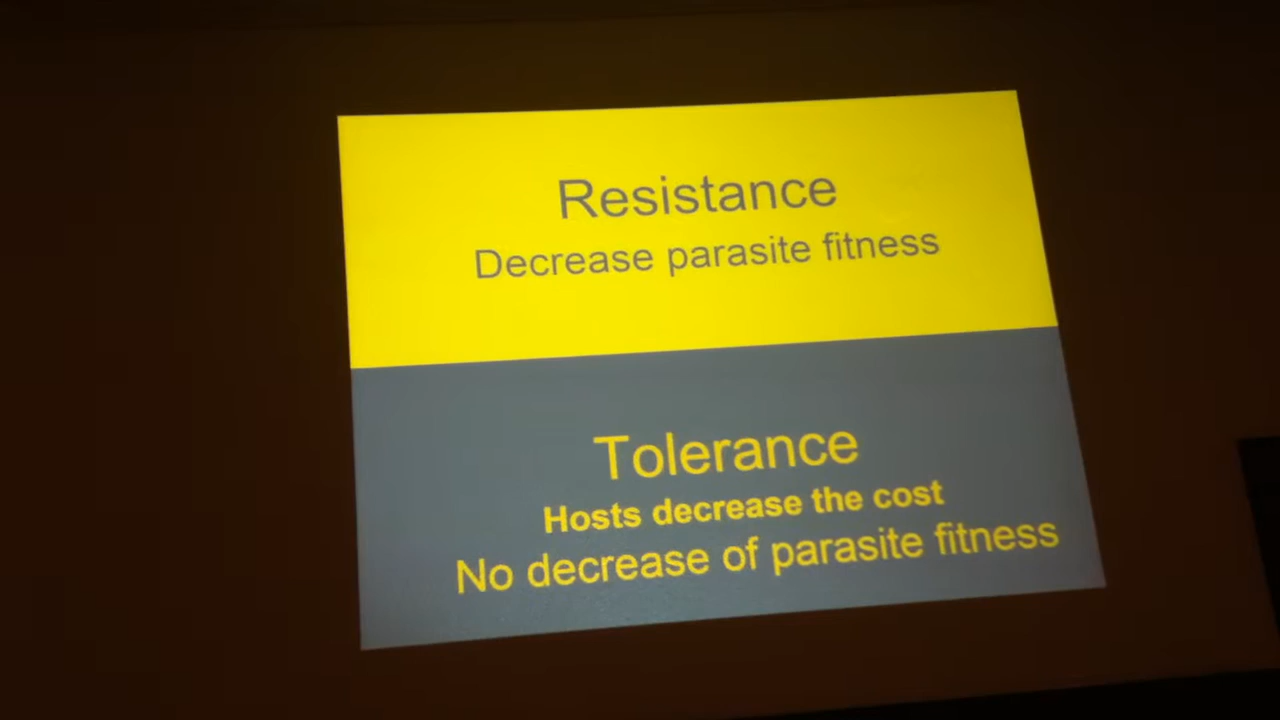 Resistance
Decrease parasite fitness
Tolerance
Hosts decrease the cost
No decrease of parasite fitness